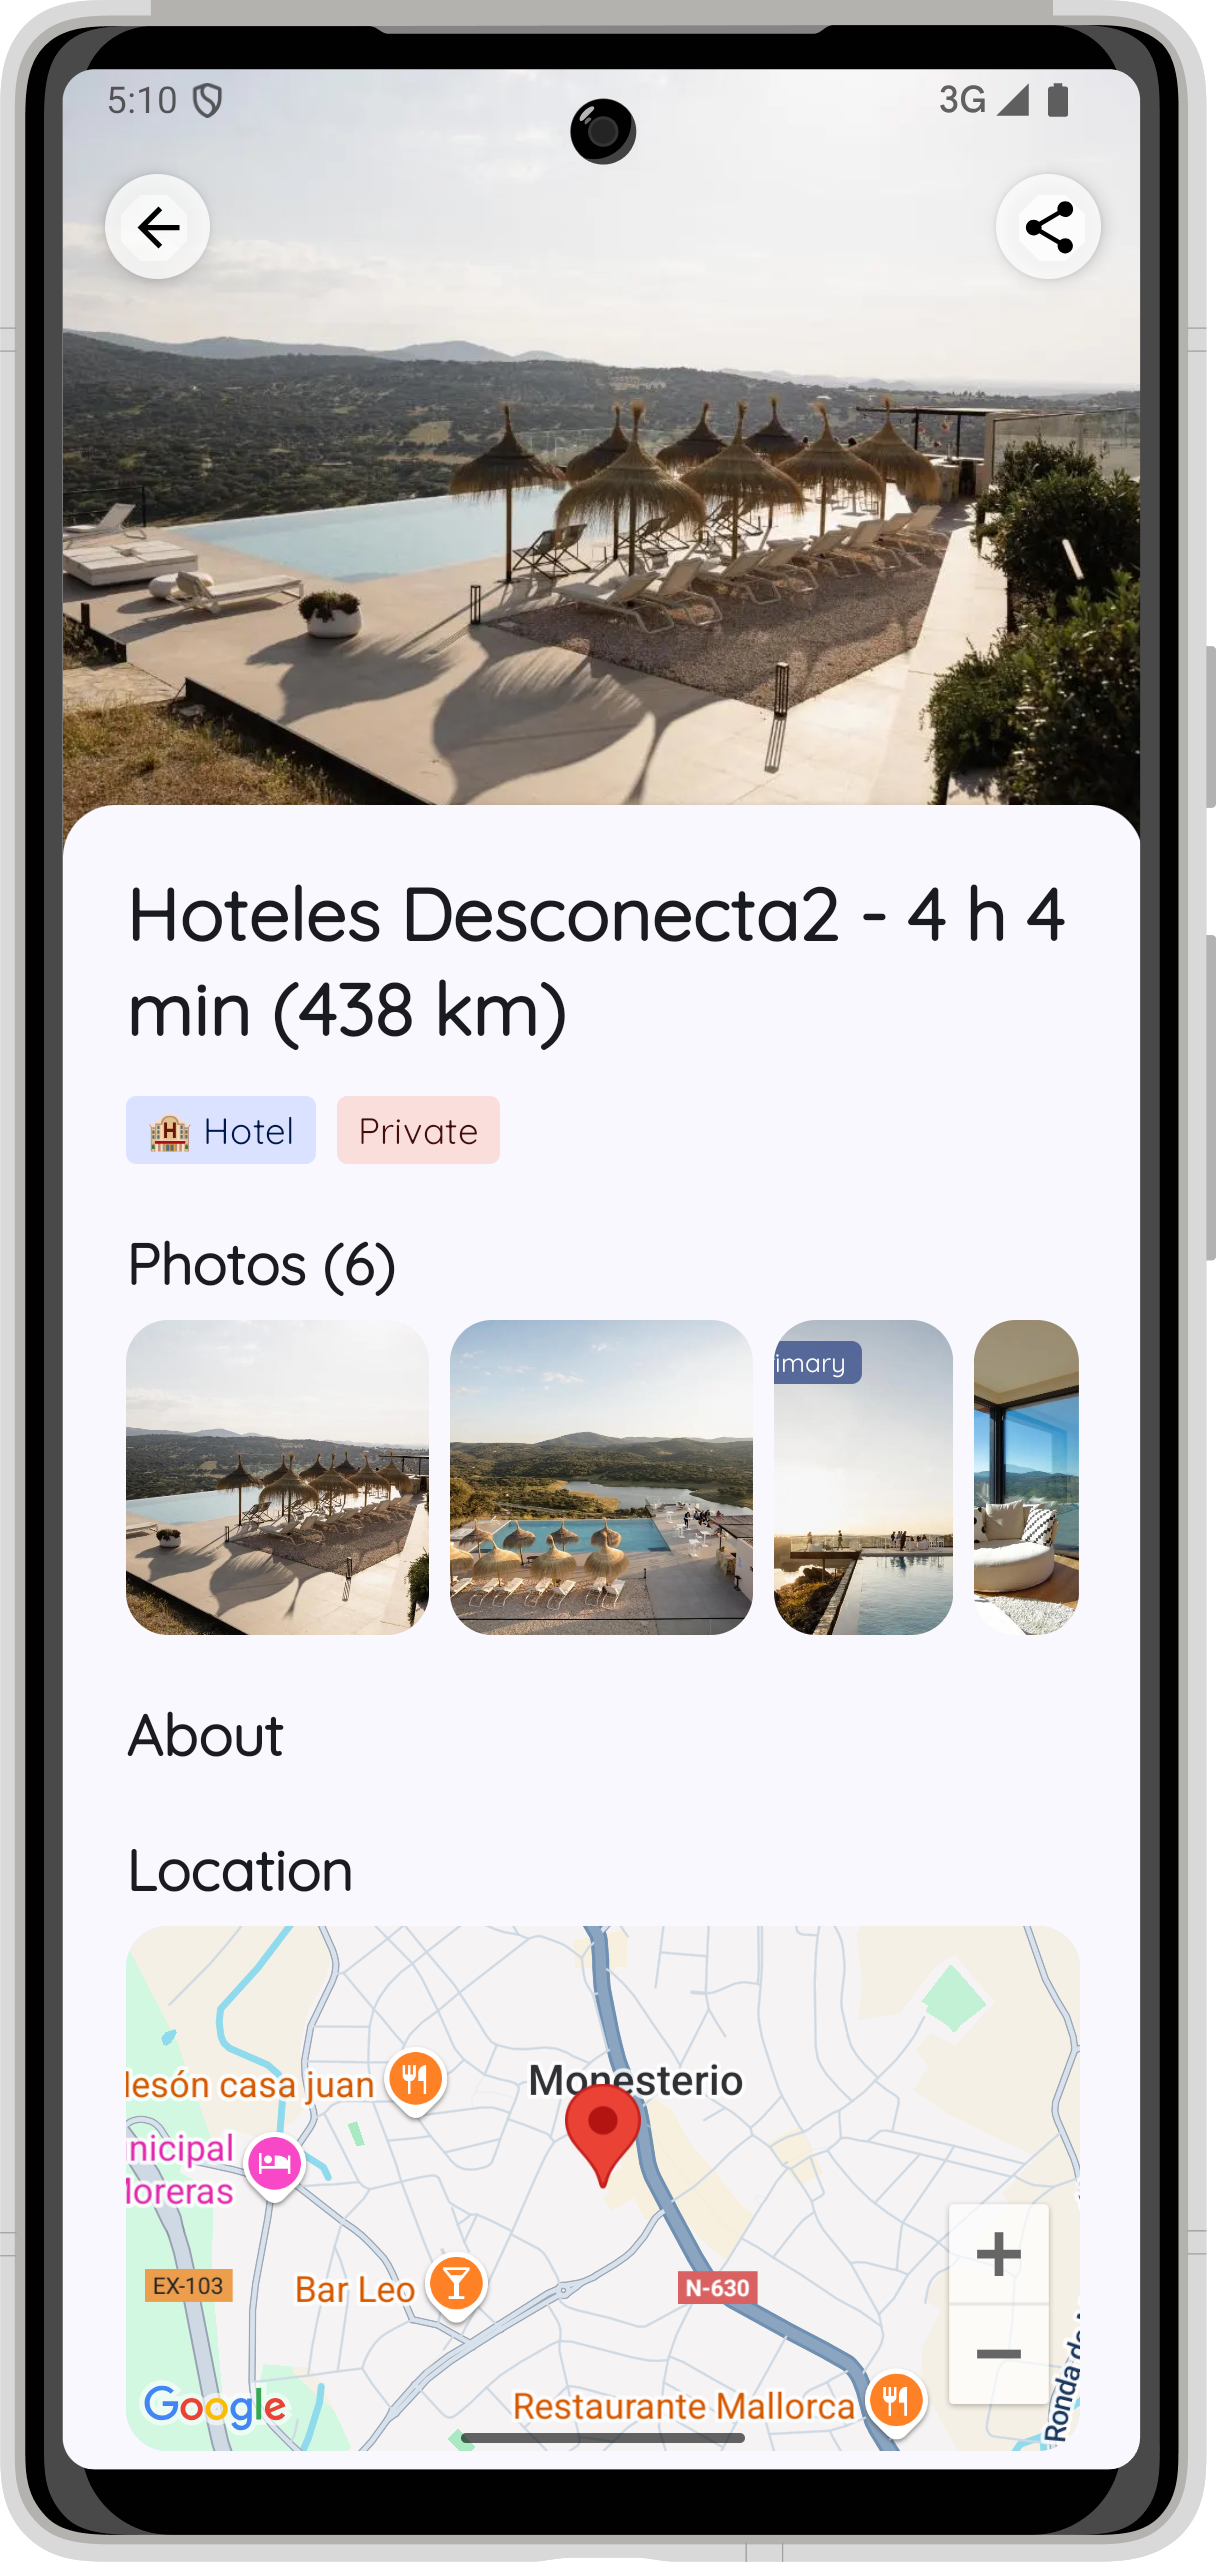 5:10
3G
Hoteles Desconecta2 - 4 h 4
min (438 km)
Hotel
Private
Photos (6)
imary
About
Location
Monesterio
lesón casa juan
nicipal
loreras
EX-103
Bar Leo
N-630
Restaurante Mallorca
Ronda de
Google